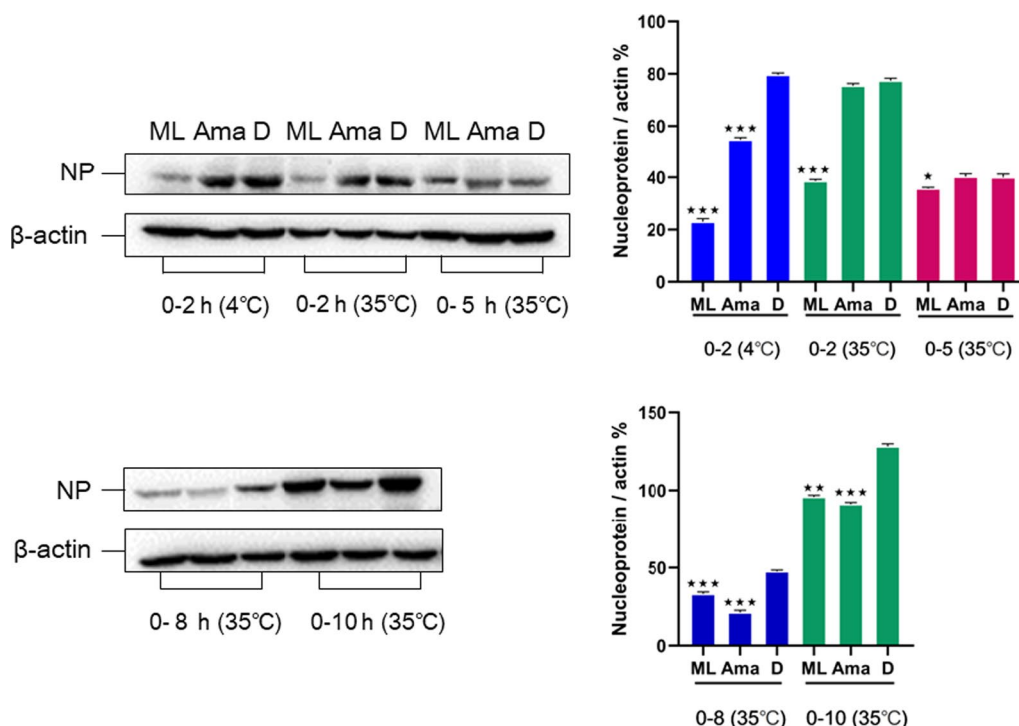 ML Ama D ML Ama D ML Ama D
NP
β-actin
0-2 h (4℃) 0-2 h (35℃) 0- 5 h (35℃)
Nucleoprotein / actin %
100
80
60
40
20
0
★★★ ★★★ ★★★ ★
ML Ama D ML Ama D ML Ama D
0-2 (4℃) 0-2 (35℃) 0-5 (35℃)
NP
β-actin
0- 8 h (35℃) 0-10 h (35℃)
Nucleoprotein / actin %
150
100
50
0
★★★ ★★★ ★★ ★★★
ML Ama D ML Ama D
0-8 (35℃) 0-10 (35℃)